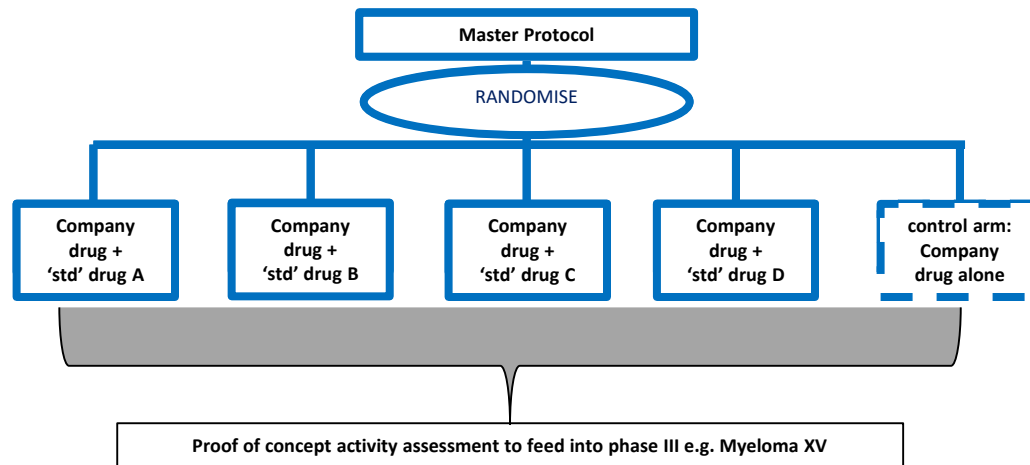 Master Protocol
RANDOMISE
Company
drug +
‘std’ drug A
Company
drug +
‘std’ drug B
Company
drug +
‘std’ drug C
Company
drug +
‘std’ drug D
control arm:
Company
drug alone
Proof of concept activity assessment to feed into phase III e.g. Myeloma XV